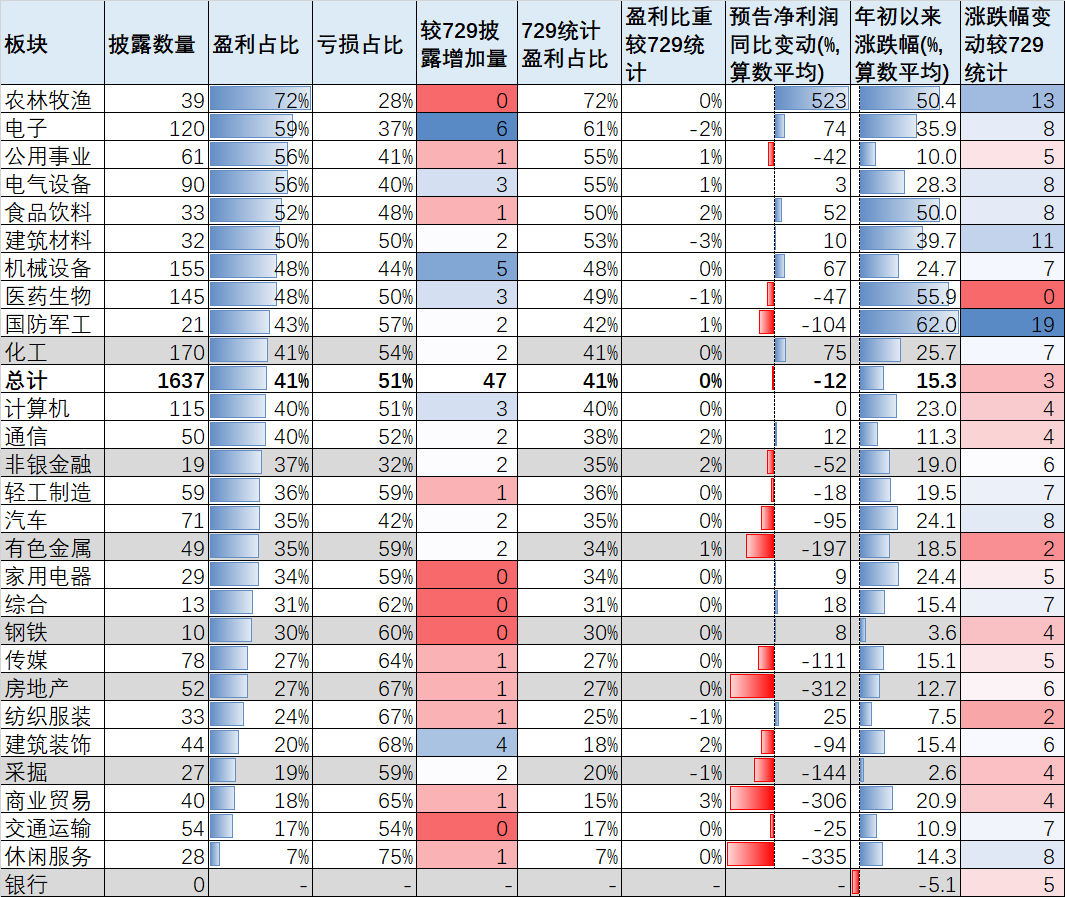 板块 披露数量 盈利占比 亏损占比 较729披露增加量 729统计盈利占比 盈利比重较729统计 预告净利润同比变动(%,算数平均) 年初以来涨跌幅(%,算数平均) 涨跌幅变动较729统计
农林牧渔 39 72% 28% 0 72% 0% 523 50.4 13
电子 120 59% 37% 6 61% -2% 74 35.9 8
公用事业 61 56% 41% 1 55% 1% -42 10.0 5
电气设备 90 56% 40% 3 55% 1% 3 28.3 8
食品饮料 33 52% 48% 1 50% 2% 52 50.0 8
建筑材料 32 50% 50% 2 53% -3% 10 39.7 11
机械设备 155 48% 44% 5 48% 0% 67 24.7 7
医药生物 145 48% 50% 3 49% -1% -47 55.9 0
国防军工 21 43% 57% 2 42% 1% -104 62.0 19
化工 170 41% 54% 2 41% 0% 75 25.7 7
总计 1637 41% 51% 47 41% 0% -12 15.3 3
计算机 115 40% 51% 3 40% 0% 0 23.0 4
通信 50 40% 52% 2 38% 2% 12 11.3 4
非银金融 19 37% 32% 2 35% 2% -52 19.0 6
轻工制造 59 36% 59% 1 36% 0% -18 19.5 7
汽车 71 35% 42% 2 35% 0% -95 24.1 8
有色金属 49 35% 59% 2 34% 1% -197 18.5 2
家用电器 29 34% 59% 0 34% 0% 9 24.4 5
综合 13 31% 62% 0 31% 0% 18 15.4 7
钢铁 10 30% 60% 0 30% 0% 8 3.6 4
传媒 78 27% 64% 1 27% 0% -111 15.1 5
房地产 52 27% 67% 1 27% 0% -312 12.7 6
纺织服装 33 24% 67% 1 25% -1% 25 7.5 2
建筑装饰 44 20% 68% 4 18% 2% -94 15.4 6
采掘 27 19% 59% 2 20% -1% -144 2.6 4
商业贸易 40 18% 65% 1 15% 3% -306 20.9 4
交通运输 54 17% 54% 0 17% 0% -25 10.9 7
休闲服务 28 7% 75% 1 7% 0% -335 14.3 8
银行 0 - - - - - - -5.1 5